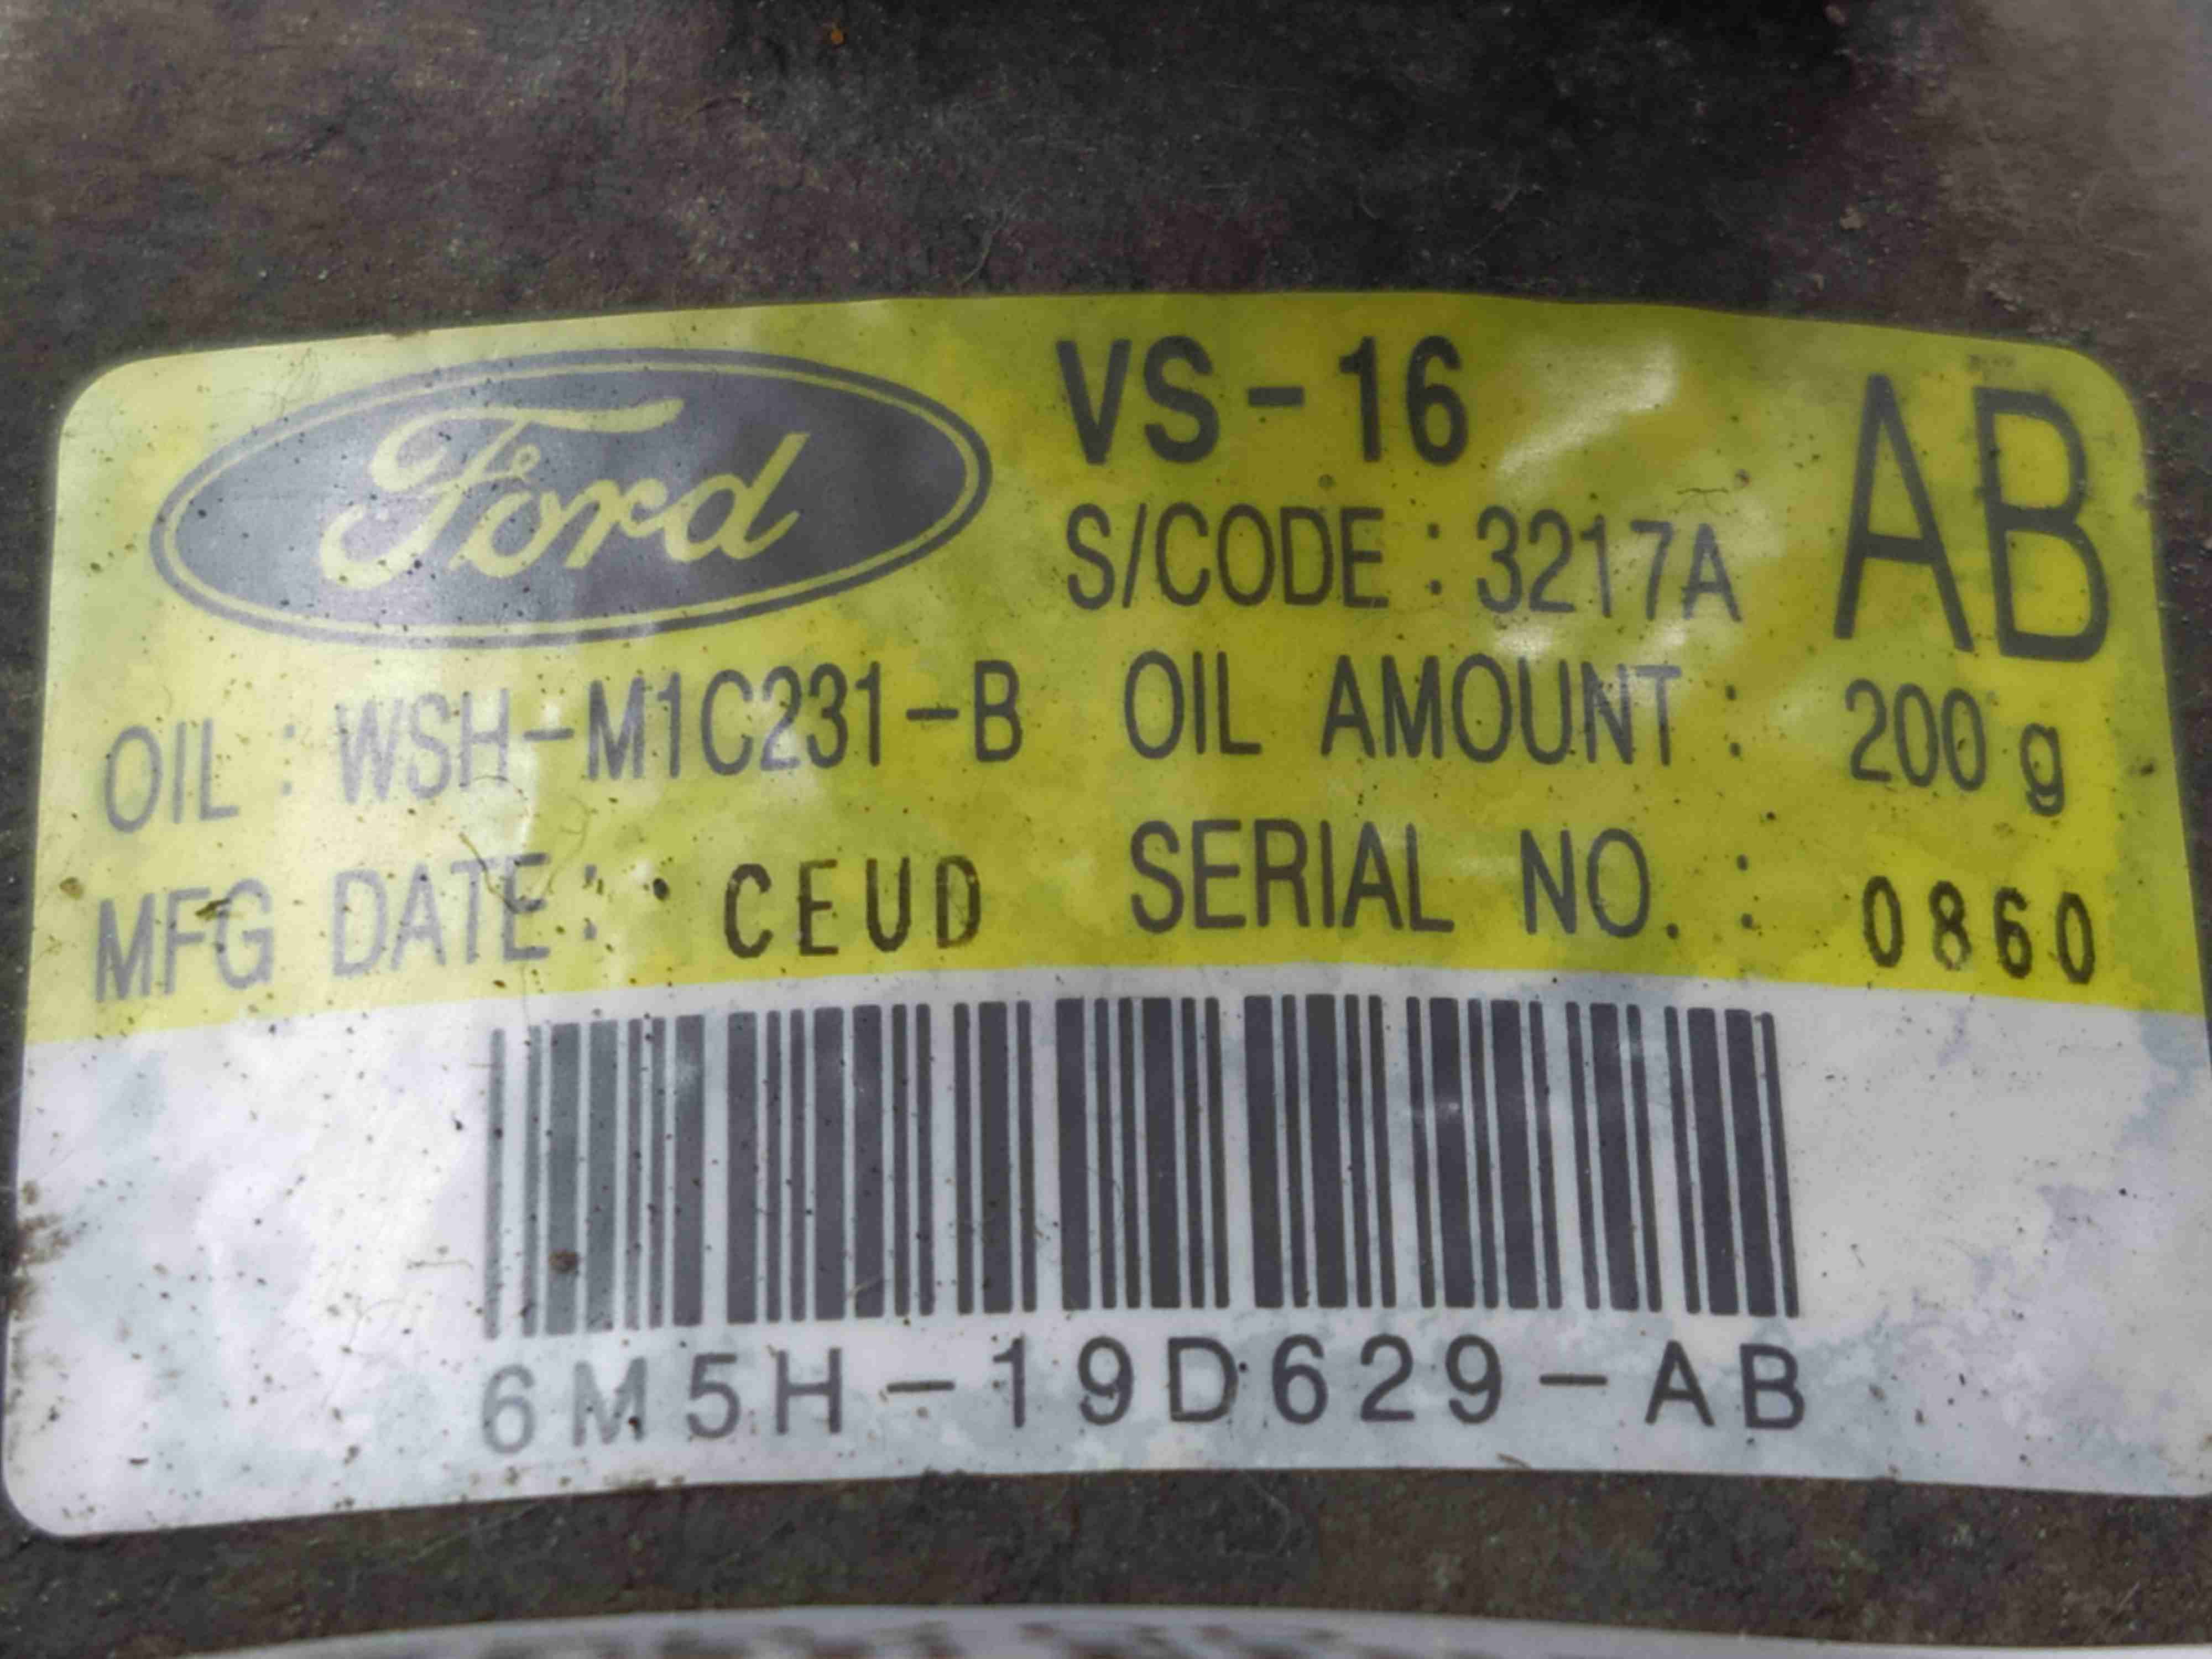 Ford VS-16 AB
S/CODE : 3217A
OIL : WSH-M1C231-B OIL AMOUNT : 200 g
MFG DATE : CEUD SERIAL NO. : 0860
6M5H-19D629-AB